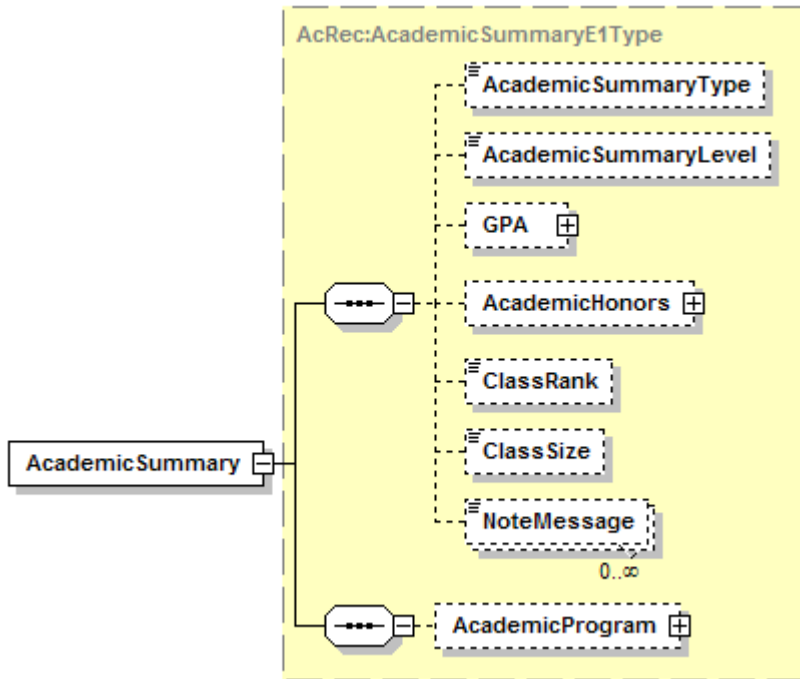 AcRec:AcademicSummaryE1Type
AcademicSummaryType
AcademicSummaryLevel
GPA
AcademicHonors
ClassRank
ClassSize
AcademicSummary
NoteMessage
0..∞
AcademicProgram